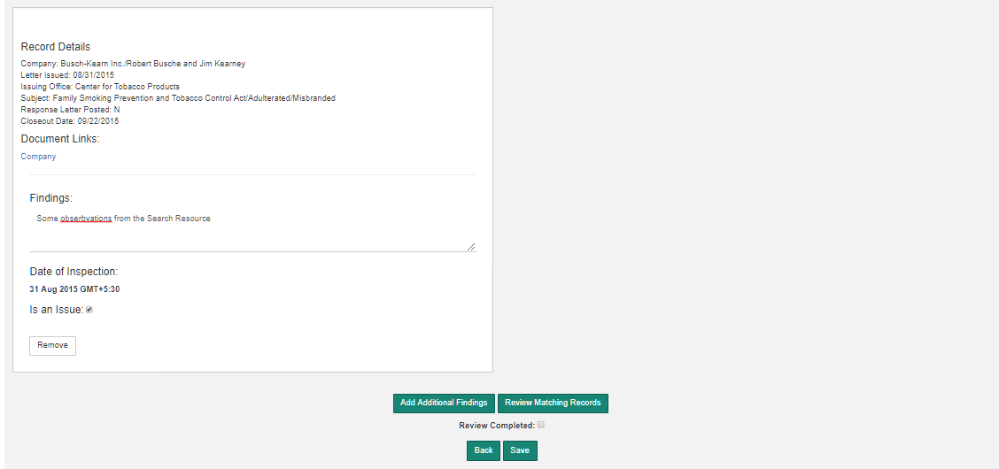 Record Details
Company: Busch-Kearn Inc./Robert Busche and Jim Kearney
Letter Issued: 08/31/2015
Issuing Office: Center for Tobacco Products
Subject: Family Smoking Prevention and Tobacco Control Act/Adulterated/Misbranded
Response Letter Posted: N
Closeout Date: 09/22/2015
Document Links:
Company
Findings:
Some obserbvations from the Search Resource
Date of Inspection:
31 Aug 2015 GMT+5:30
Is an Issue:
Remove
Add Additional Findings Review Matching Records
Review Completed:
Back Save